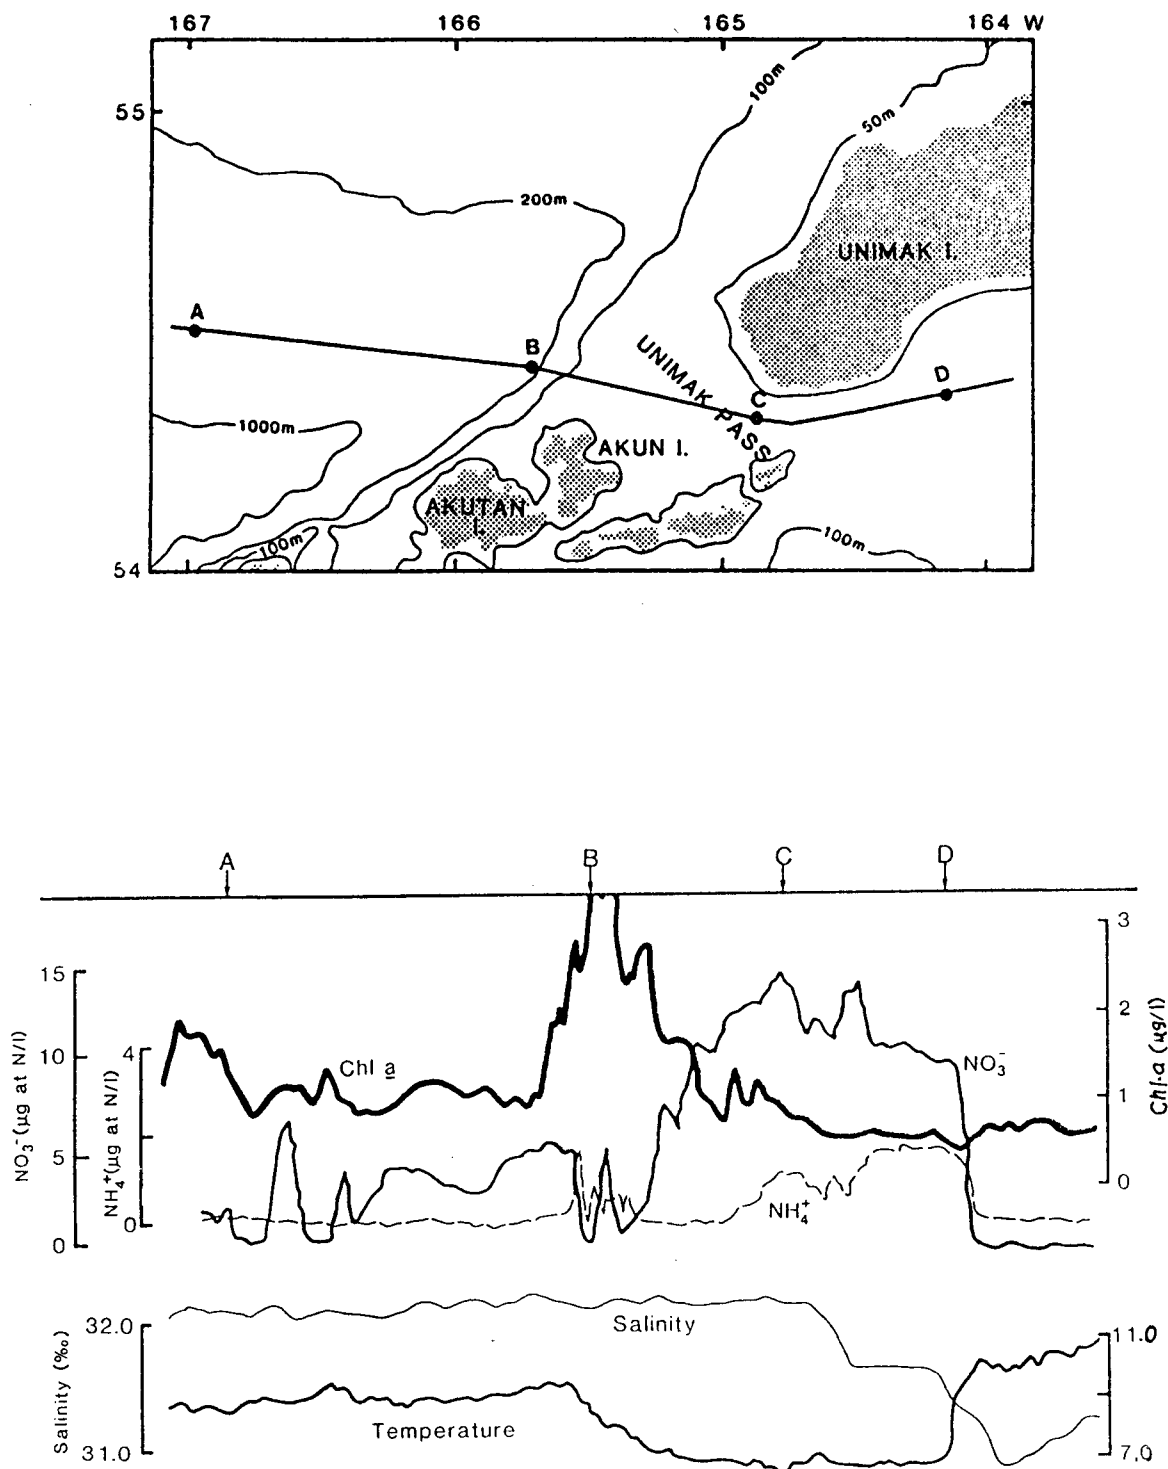 167 166 165 164 W
55
100m
50m
200m
UNIMAK I.
A
B
UNIMAK PASS
C
D
1000m
AKUN I.
AKUTAN
I.
100m
100m
54
A B C D
3
15
2
10
4
Chl a
NO₃⁻
1
5
0
NH₄⁺
0
0
NO₃⁻ (µg at N/l)
NH₄⁺ (µg at N/l)
Chl·a (µg/l)
32.0
Salinity
11.0
Salinity (‰)
Temperature
31.0
7.0